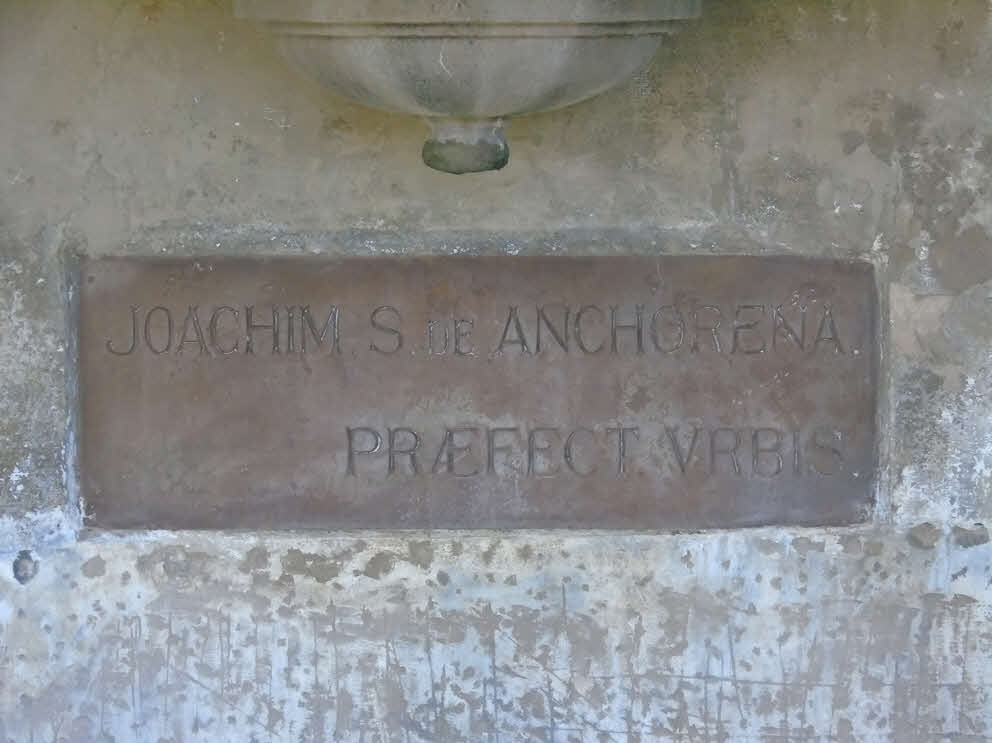 JOACHIM. S. DE ANCHORENA.
PRÆFECT. VRBIS